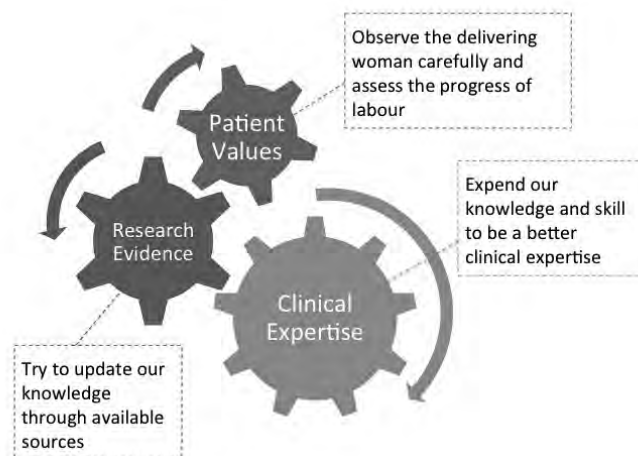 Observe the delivering
woman carefully and
assess the progress of
labour
Patient
Values
Expend our
knowledge and skill
to be a better
clinical expertise
Research
Evidence
Clinical
Expertise
Try to update our
knowledge
through available
sources